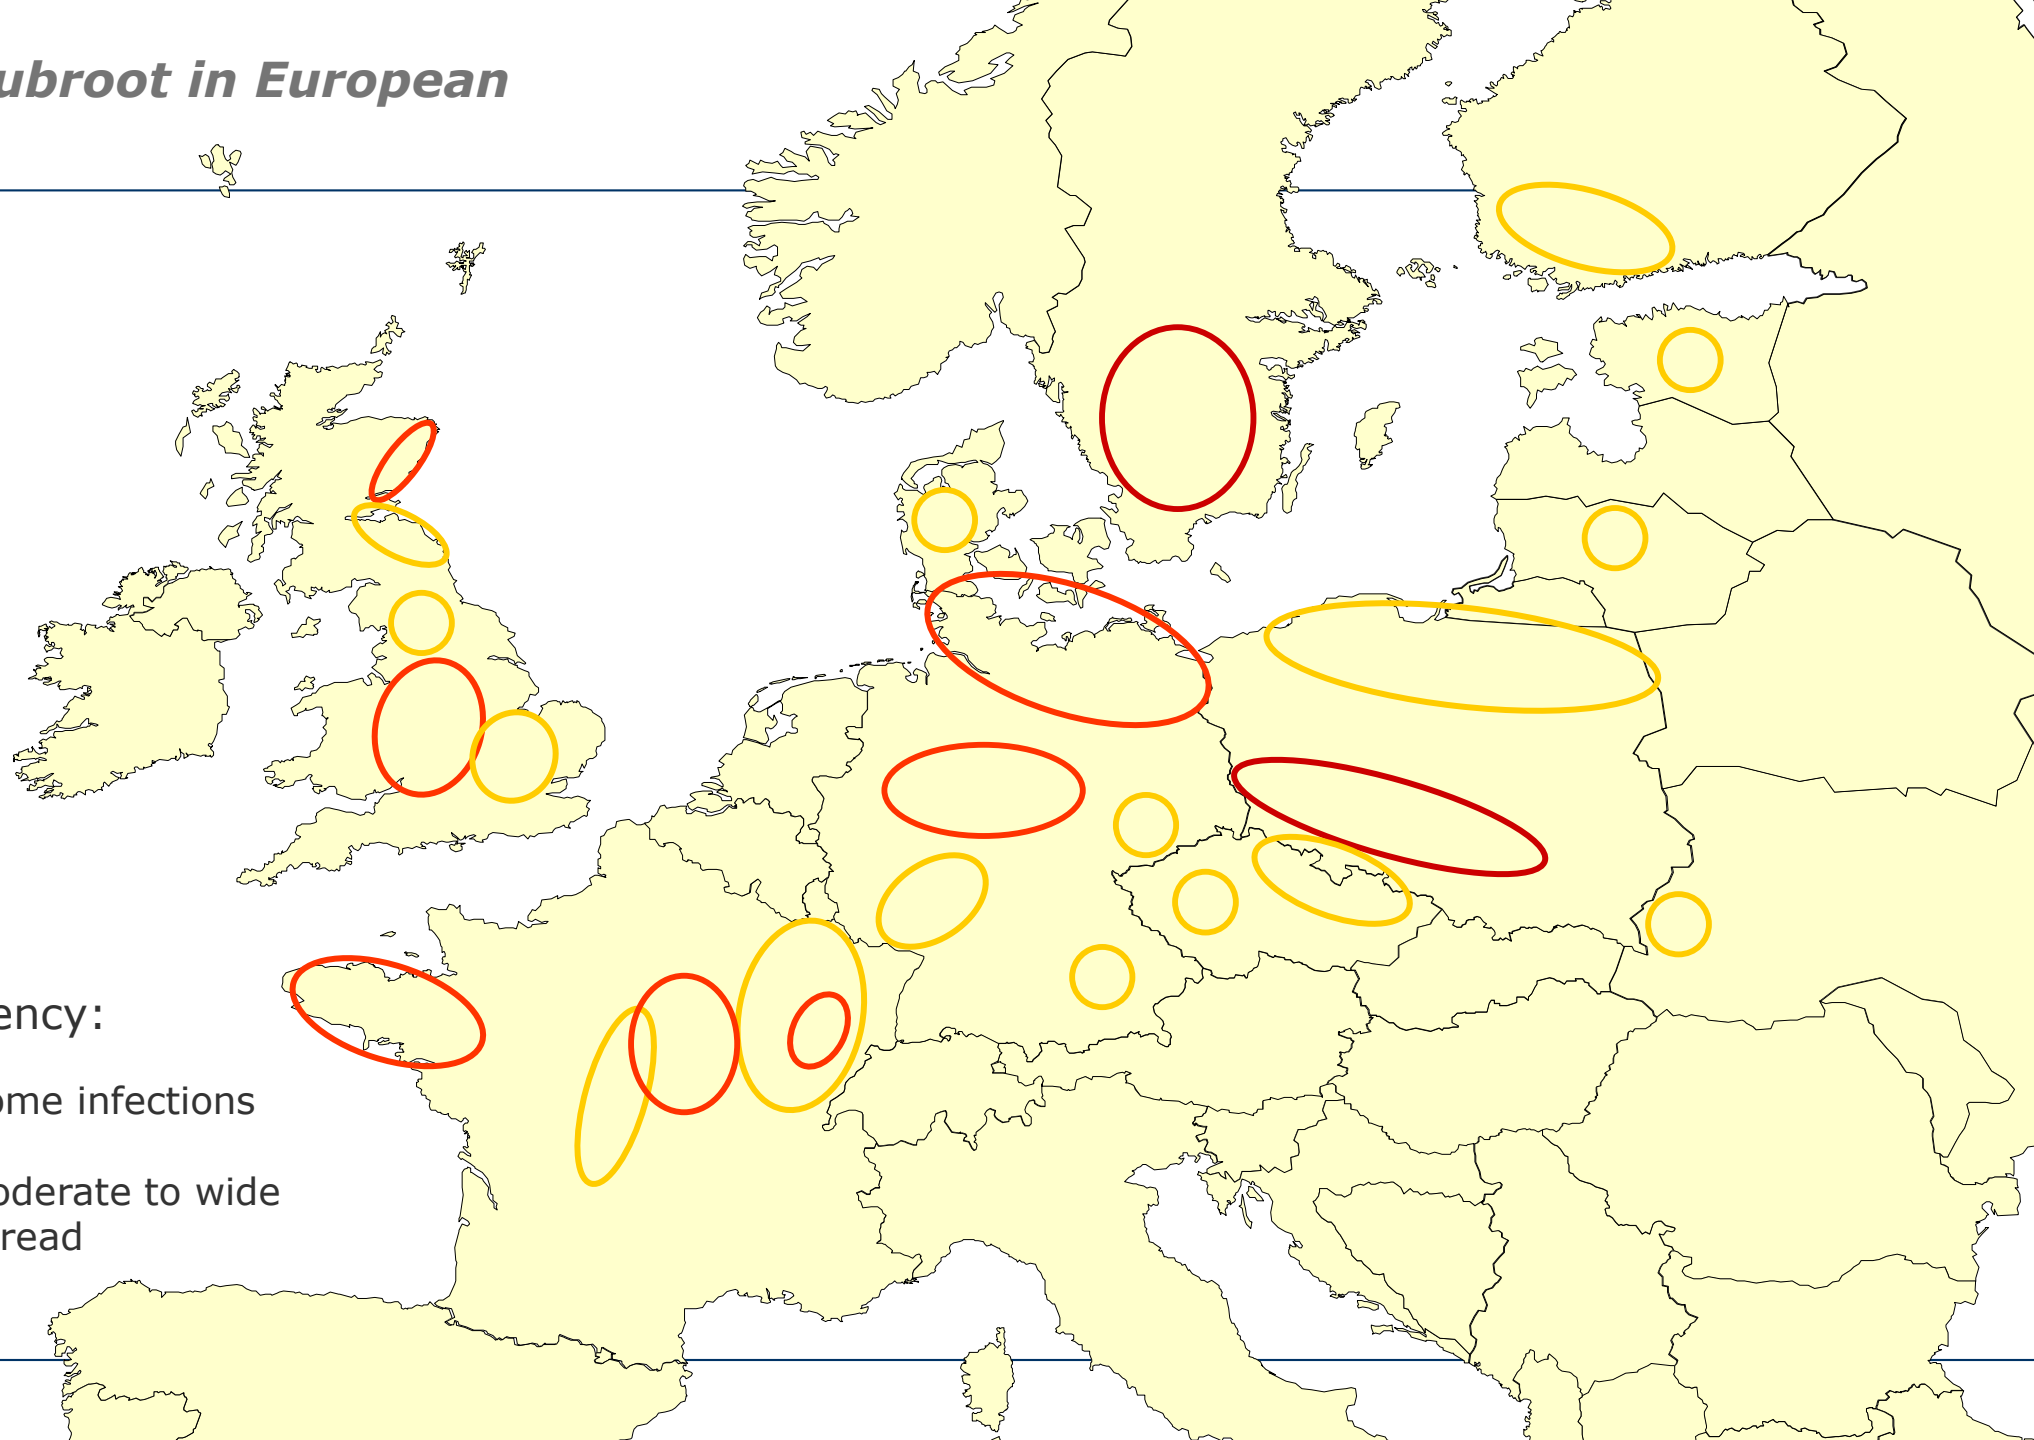 ubroot in European
ency:
ome infections
oderate to wide
read